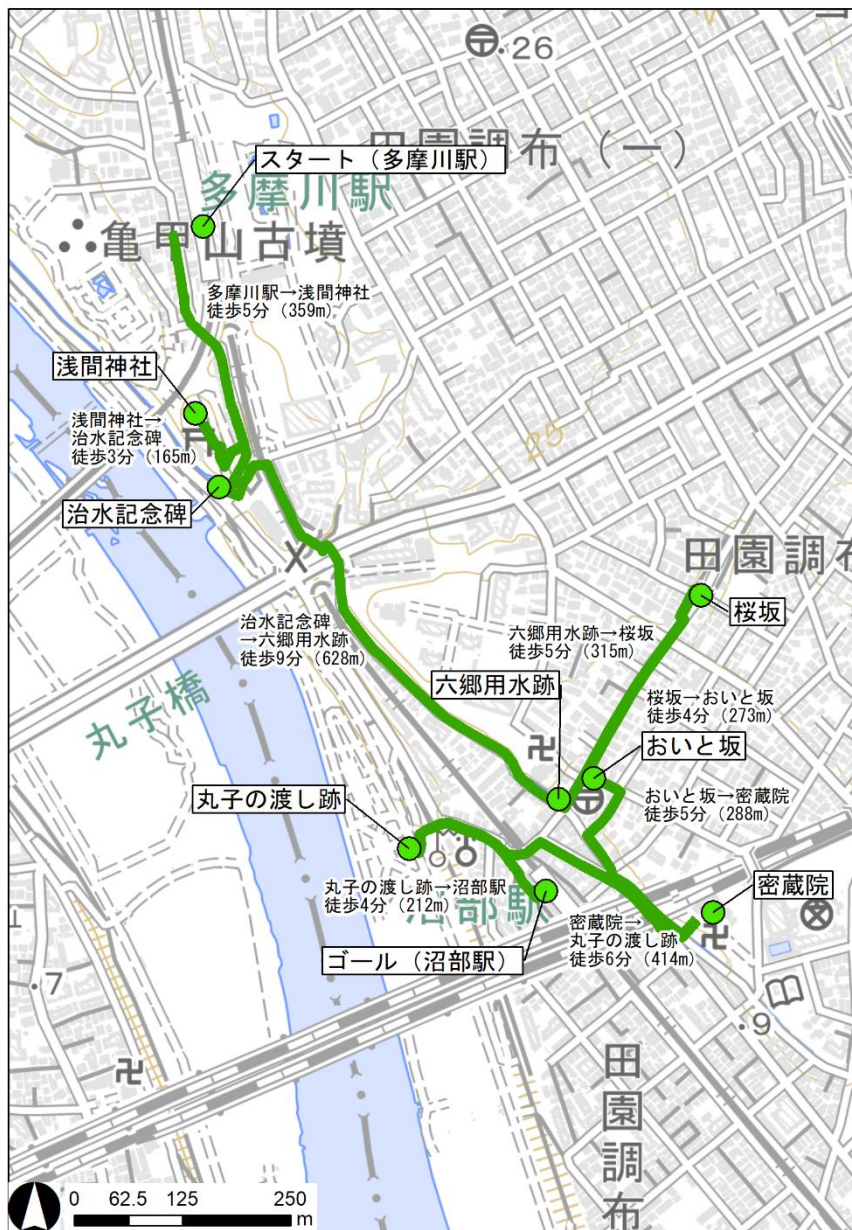 26
田園調布（一）
スタート（多摩川駅）
多摩川駅
亀甲山古墳
多摩川駅→浅間神社
徒歩5分（359m）
浅間神社
浅間神社→
治水記念碑
徒歩3分（165m）
25
治水記念碑
田園調布
桜坂
治水記念碑
→六郷用水跡
徒歩9分（628m）
六郷用水跡→桜坂
徒歩5分（315m）
六郷用水跡
桜坂→おいと坂
徒歩4分（273m）
丸子橋
おいと坂
丸子の渡し跡
おいと坂→密蔵院
徒歩5分（288m）
丸子の渡し跡→沼部駅
徒歩4分（212m）
沼部駅
密蔵院
密蔵院→
丸子の渡し跡
徒歩6分（414m）
ゴール（沼部駅）
7
9
田園調布
0 62.5 125 250
m